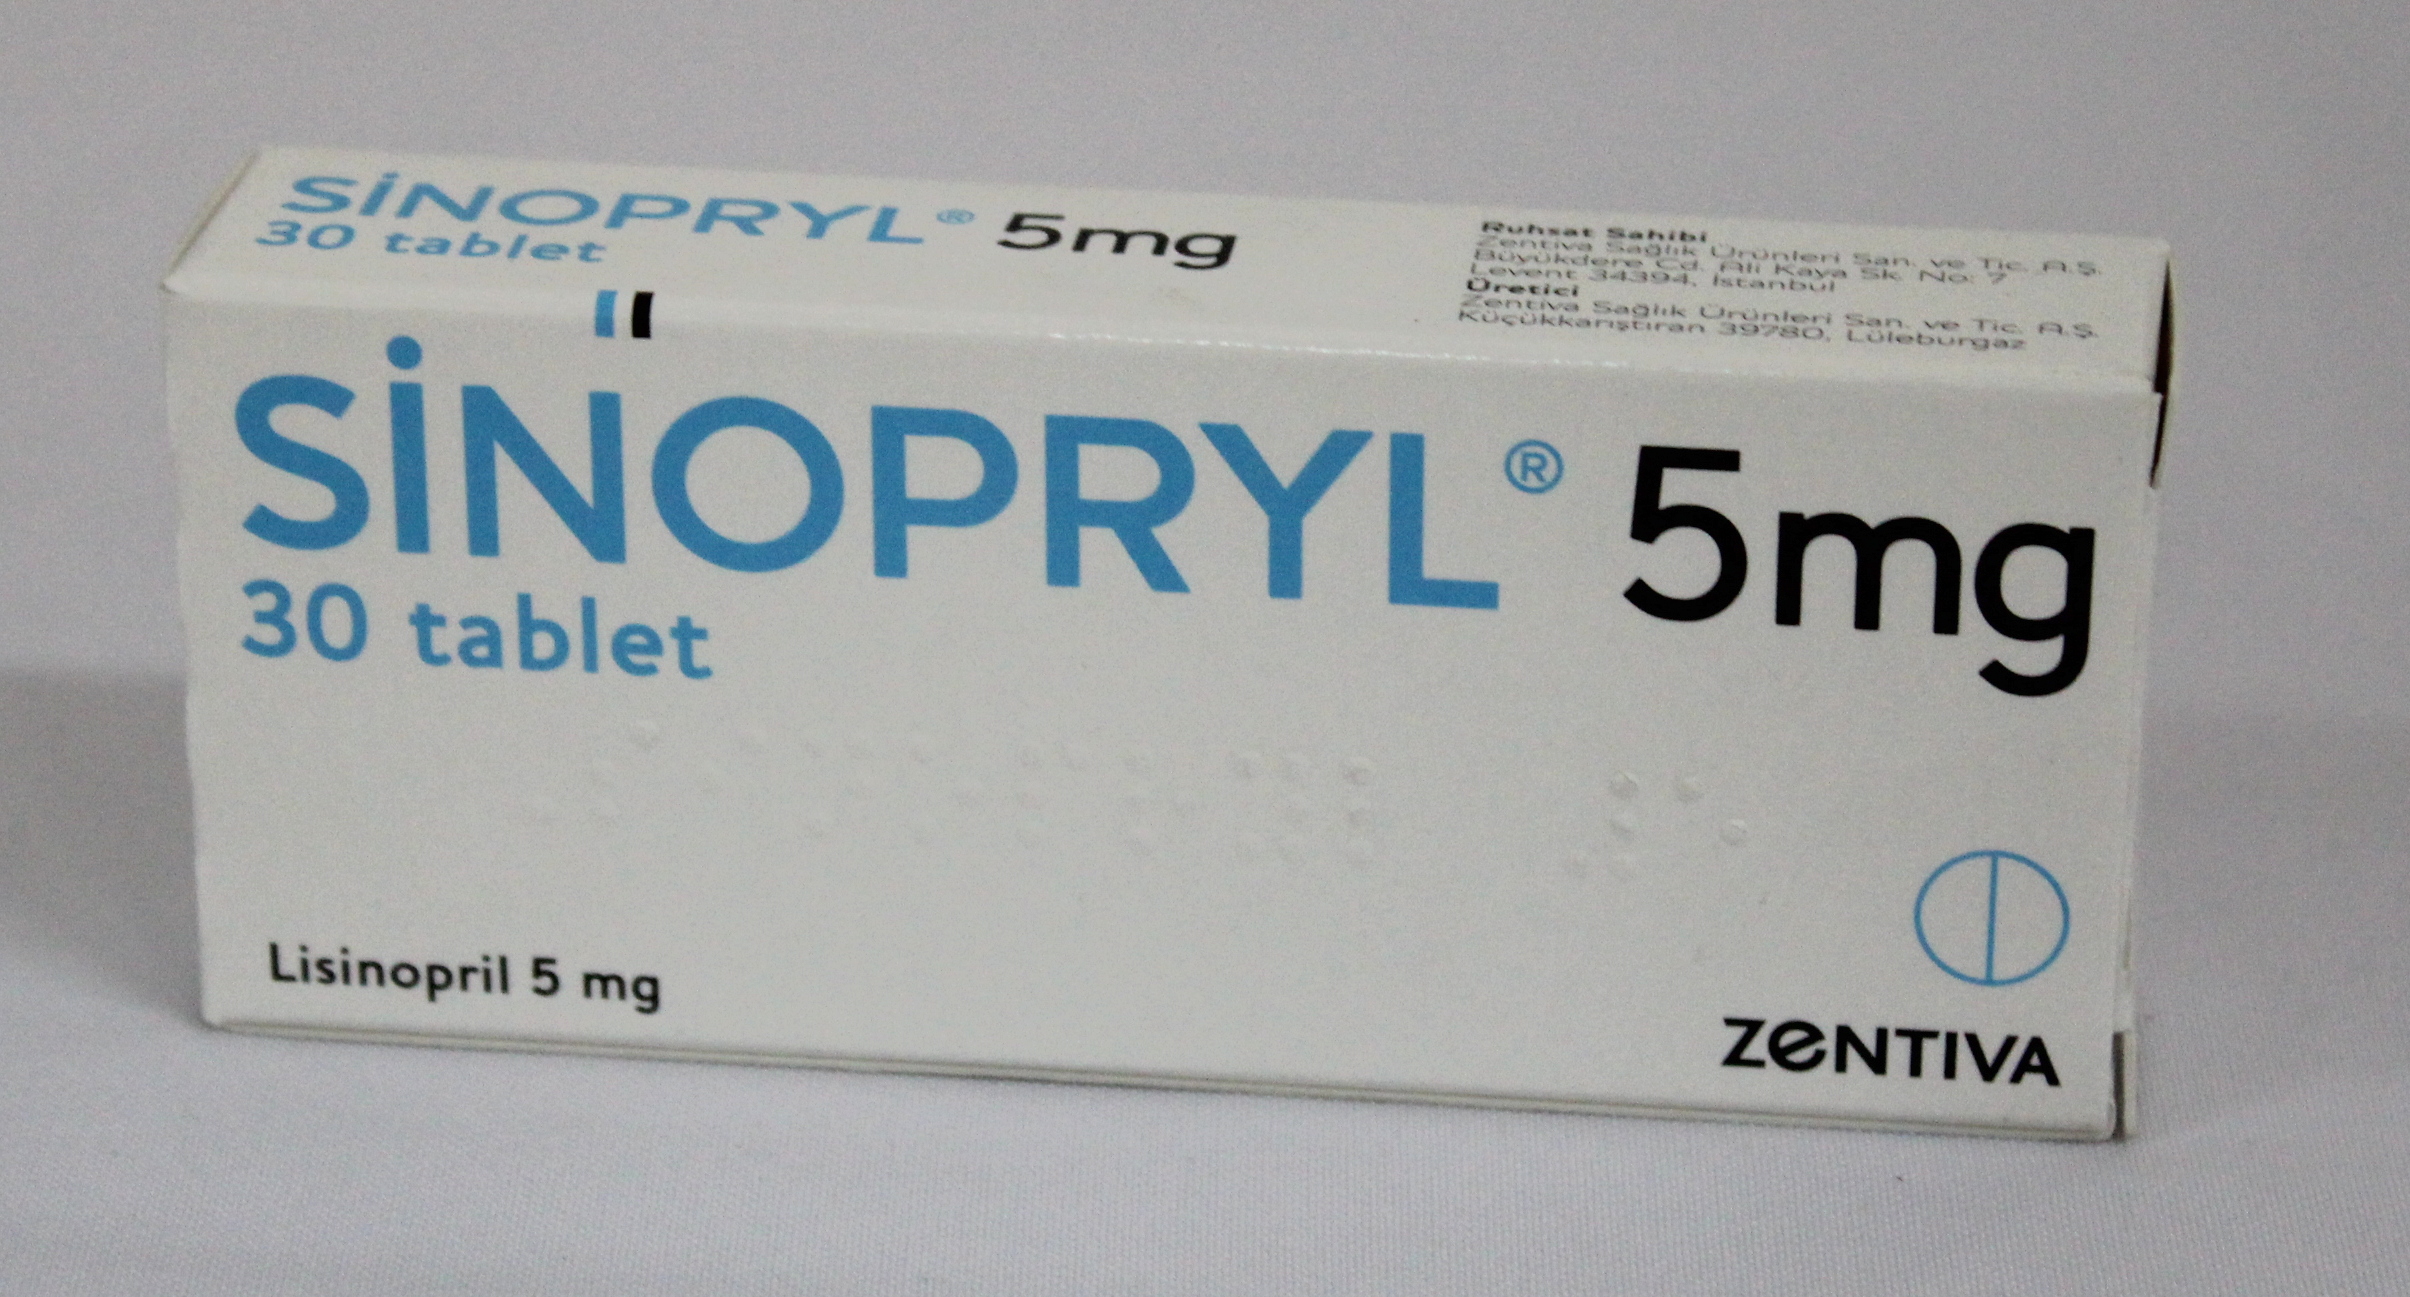 SİNOPRYL® 5mg
30 tablet
Ruhsat Sahibi
Zentiva Sağlık Ürünleri San. ve Tic. A.Ş.
Büyükdere Cd. Ali Kaya Sk. No: 7
Levent 34394, İstanbul
Üretici
Zentiva Sağlık Ürünleri San. ve Tic. A.Ş.
Küçükkarıştıran 39780, Lüleburgaz
SİNOPRYL® 5mg
30 tablet
Lisinopril 5 mg
ZENTIVA